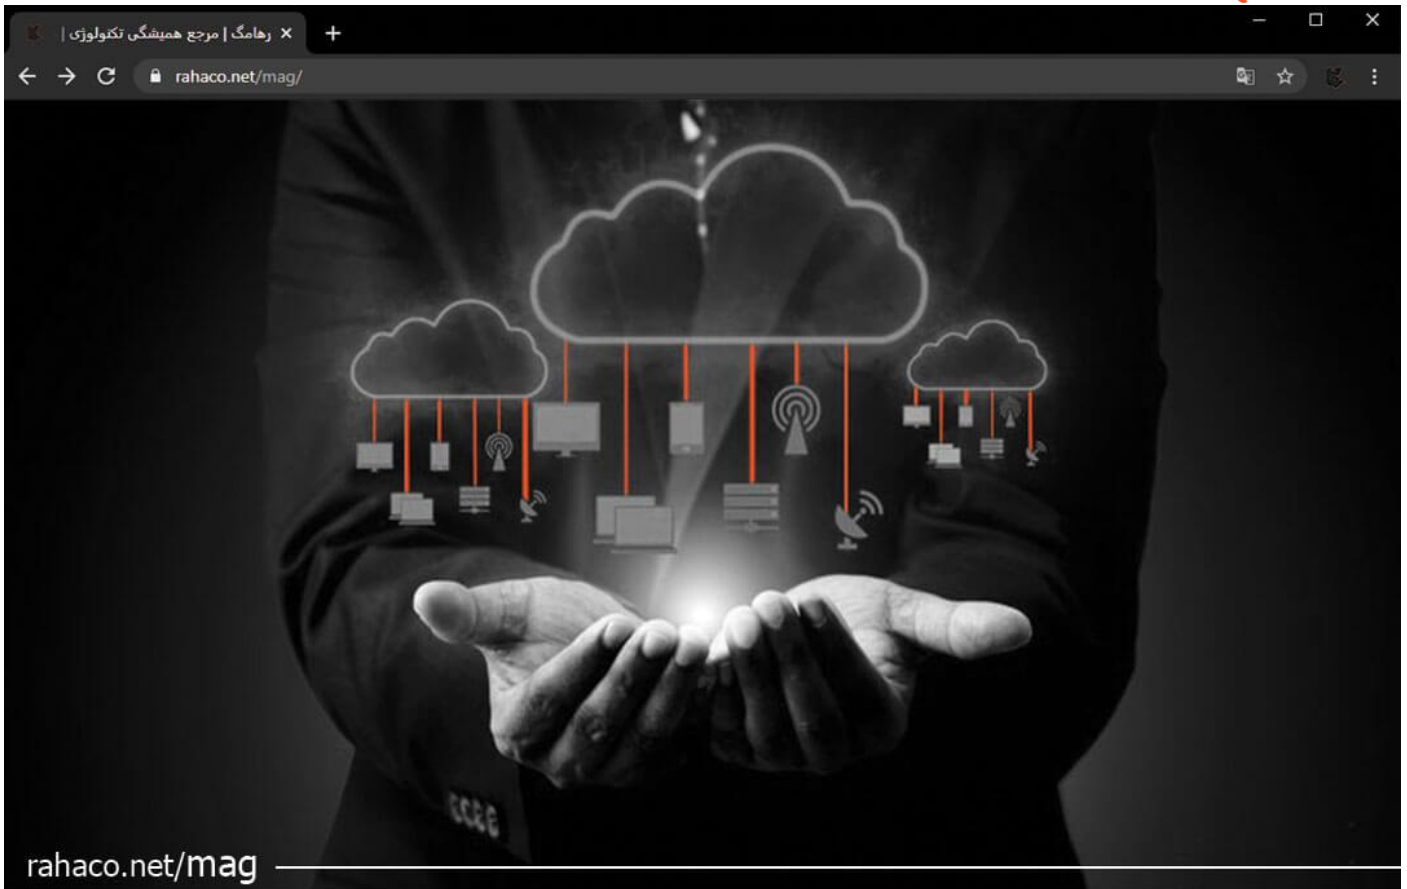 رهامگ | مرجع همیشگی تکنولوژی |
rahaco.net/mag/
rahaco.net/mag